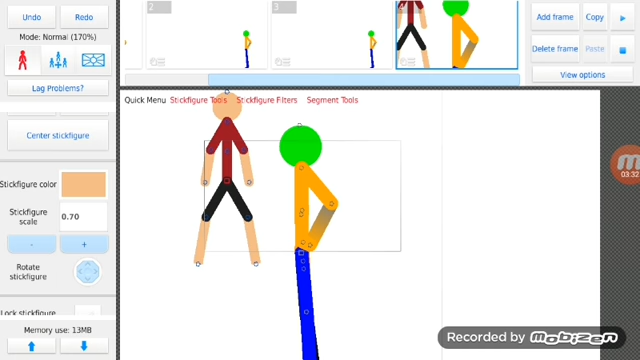 Undo Redo
Mode: Normal (170%)
Lag Problems?
Center stickfigure
Stickfigure color
Stickfigure scale 0.70
- +
Rotate stickfigure
Lock stickfigure
Memory use: 13MB
2 3 4
Add frame Copy
Delete frame Paste
View options
Quick Menu Stickfigure Tools Stickfigure Filters Segment Tools
03:32
Recorded by Mobizen